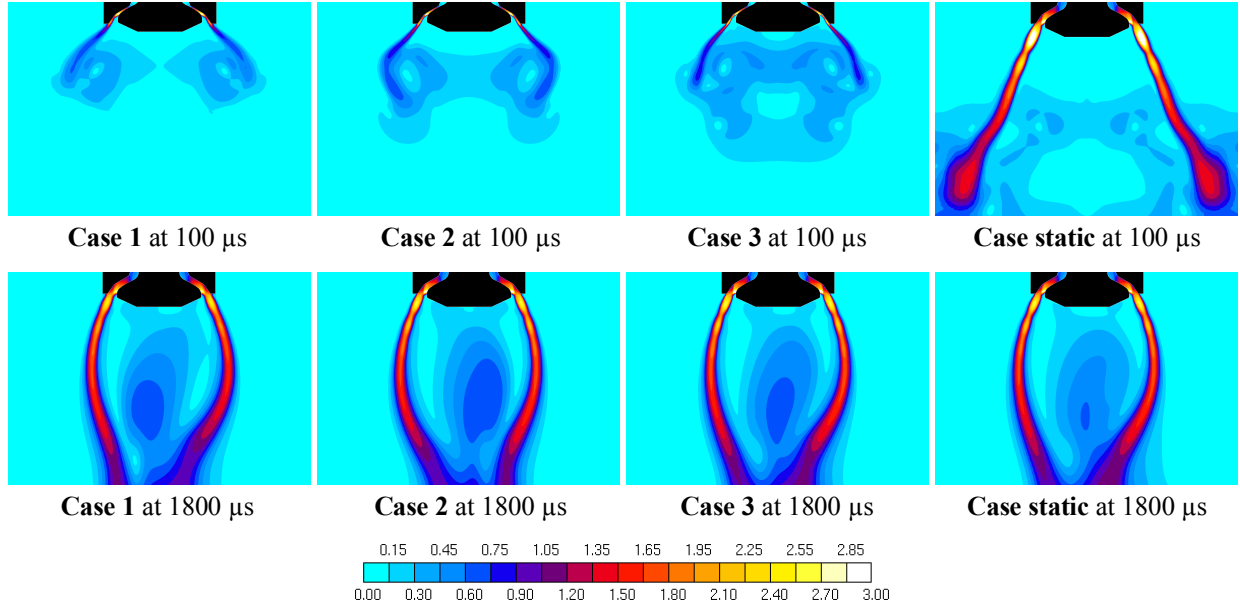 Case 1 at 100 µs Case 2 at 100 µs Case 3 at 100 µs Case static at 100 µs
Case 1 at 1800 µs Case 2 at 1800 µs Case 3 at 1800 µs Case static at 1800 µs
0.15 0.45 0.75 1.05 1.35 1.65 1.95 2.25 2.55 2.85
0.00 0.30 0.60 0.90 1.20 1.50 1.80 2.10 2.40 2.70 3.00